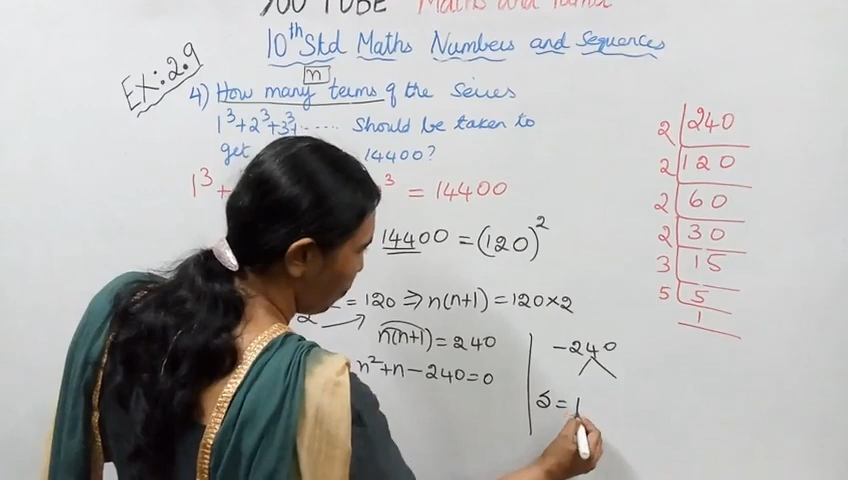 YOU TUBE Maths and Tamil
10th Std Maths Numbers and Sequences
EX:2.9
n
4) How many terms of the Series
1³+2³+3³+...... Should be taken to
get 14400?
1³+ ³ = 14400
14400 = (120)²
2 = 120 ⇒ n(n+1) = 120×2
n(n+1) = 240
n²+n-240=0
-240
S = 1
2 240
2 120
2 60
2 30
3 15
5 5
1